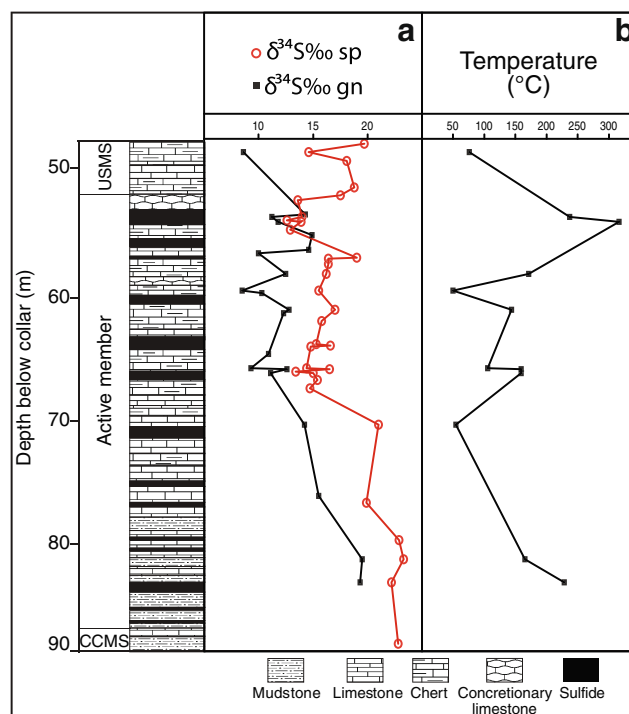 a
δ³⁴S‰ sp
δ³⁴S‰ gn
b
Temperature
(°C)
10 15 20
50 100 150 200 250 300
Depth below collar (m)
50
60
70
80
90
USMS
Active member
CCMS
Mudstone Limestone Chert Concretionary limestone Sulfide